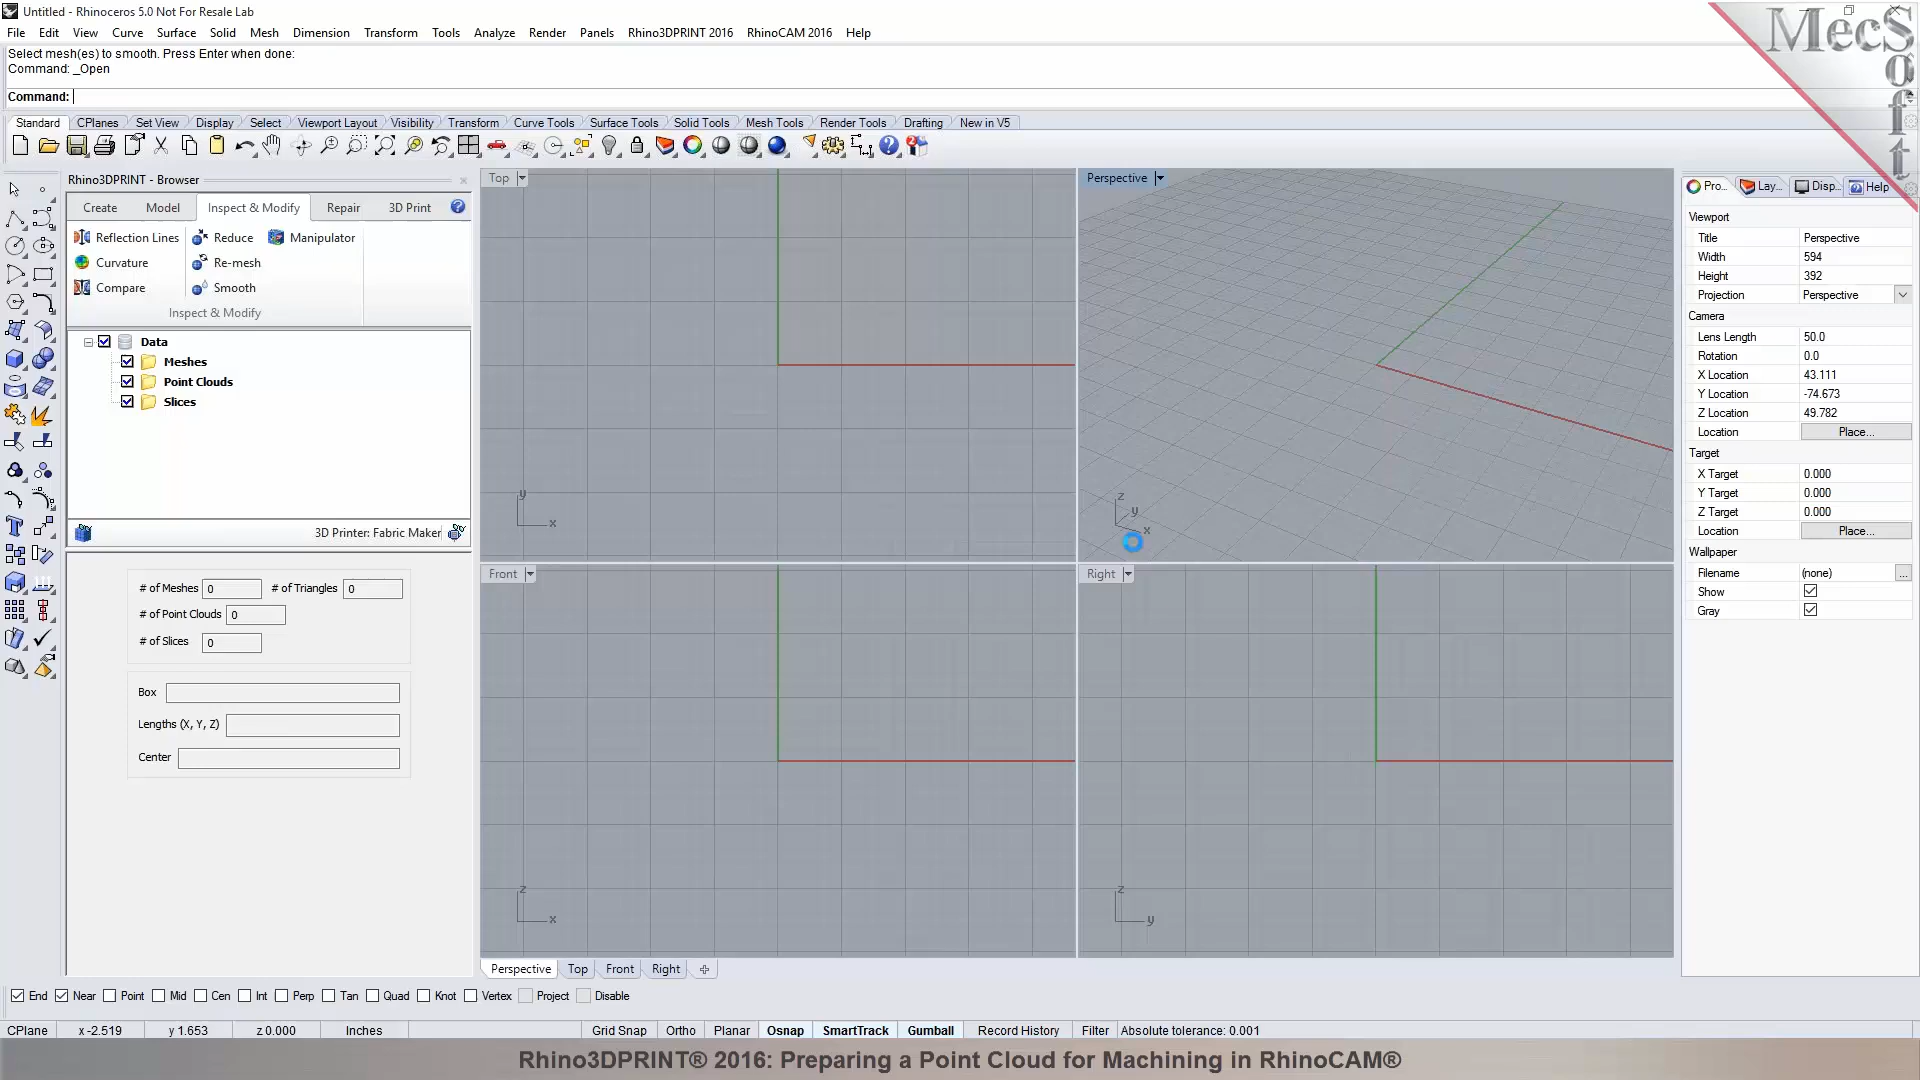 Untitled - Rhinoceros 5.0 Not For Resale Lab
File Edit View Curve Surface Solid Mesh Dimension Transform Tools Analyze Render Panels Rhino3DPRINT 2016 RhinoCAM 2016 Help
Select mesh(es) to smooth. Press Enter when done:
Command: _Open
Command:
MecSoft
Standard CPlanes Set View Display Select Viewport Layout Visibility Transform Curve Tools Surface Tools Solid Tools Mesh Tools Render Tools Drafting New in V5
Rhino3DPRINT - Browser
Create Model Inspect & Modify Repair 3D Print
Reflection Lines Reduce Manipulator
Curvature Re-mesh
Compare Smooth
Inspect & Modify
Data
Meshes
Point Clouds
Slices
3D Printer: Fabric Maker
# of Meshes 0 # of Triangles 0
# of Point Clouds 0
# of Slices 0
Box
Lengths (X, Y, Z)
Center
Top
y
x
Perspective
z
y
x
Front
z
x
Right
z
y
Perspective Top Front Right
Pro... Lay... Disp... Help
Viewport
Title Perspective
Width 594
Height 392
Projection Perspective
Camera
Lens Length 50.0
Rotation 0.0
X Location 43.111
Y Location -74.673
Z Location 49.782
Location Place...
Target
X Target 0.000
Y Target 0.000
Z Target 0.000
Location Place...
Wallpaper
Filename (none) ...
Show
Gray
End Near Point Mid Cen Int Perp Tan Quad Knot Vertex Project Disable
CPlane x -2.519 y 1.653 z 0.000 Inches Grid Snap Ortho Planar Osnap SmartTrack Gumball Record History Filter Absolute tolerance: 0.001
Rhino3DPRINT® 2016: Preparing a Point Cloud for Machining in RhinoCAM®